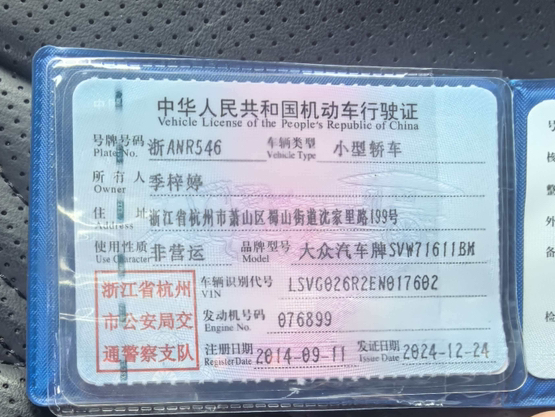 中华人民共和国机动车行驶证
Vehicle License of the People's Republic of China
号牌号码 浙ANR546 车辆类型 小型轿车
Plate No. Vehicle Type
所有人 季梓婷
Owner
住址 浙江省杭州市萧山区蜀山街道沈家里路199号
Address
使用性质 非营运 品牌型号 大众汽车牌SVW71611BM
Use Character Model
浙江省杭州
市公安局交
通警察支队
车辆识别代号 LSVG026R2EN017602
VIN
发动机号码 076899
Engine No.
注册日期 2014-09-11 发证日期 2024-12-24
Register Date Issue Date